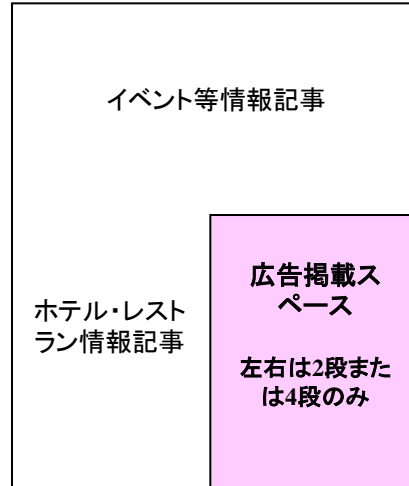 イベント等情報記事
ホテル・レスト
ラン情報記事
広告掲載ス
ペース
左右は2段また
は4段のみ